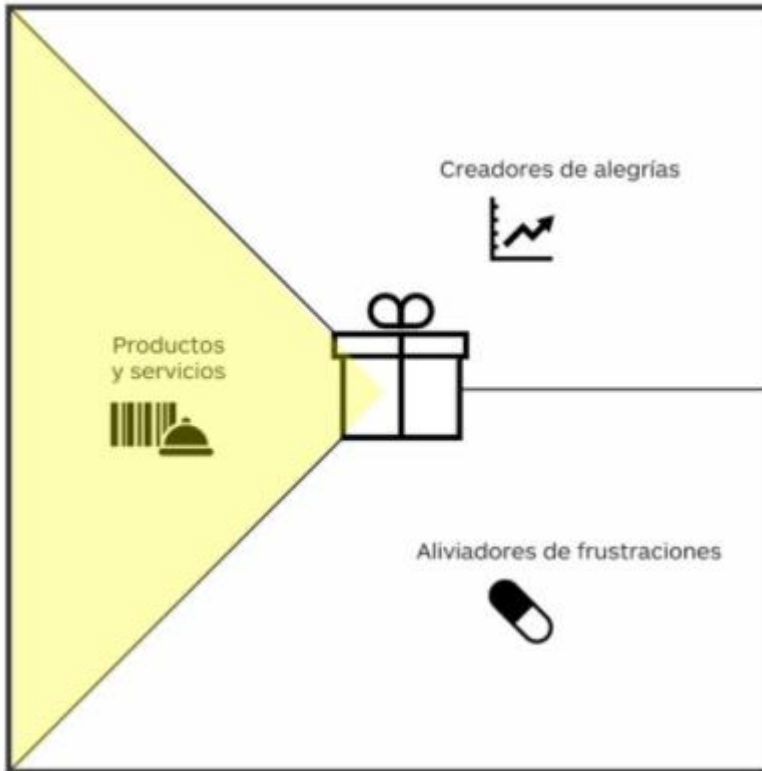 Creadores de alegrías
Productos
y servicios
Aliviadores de frustraciones